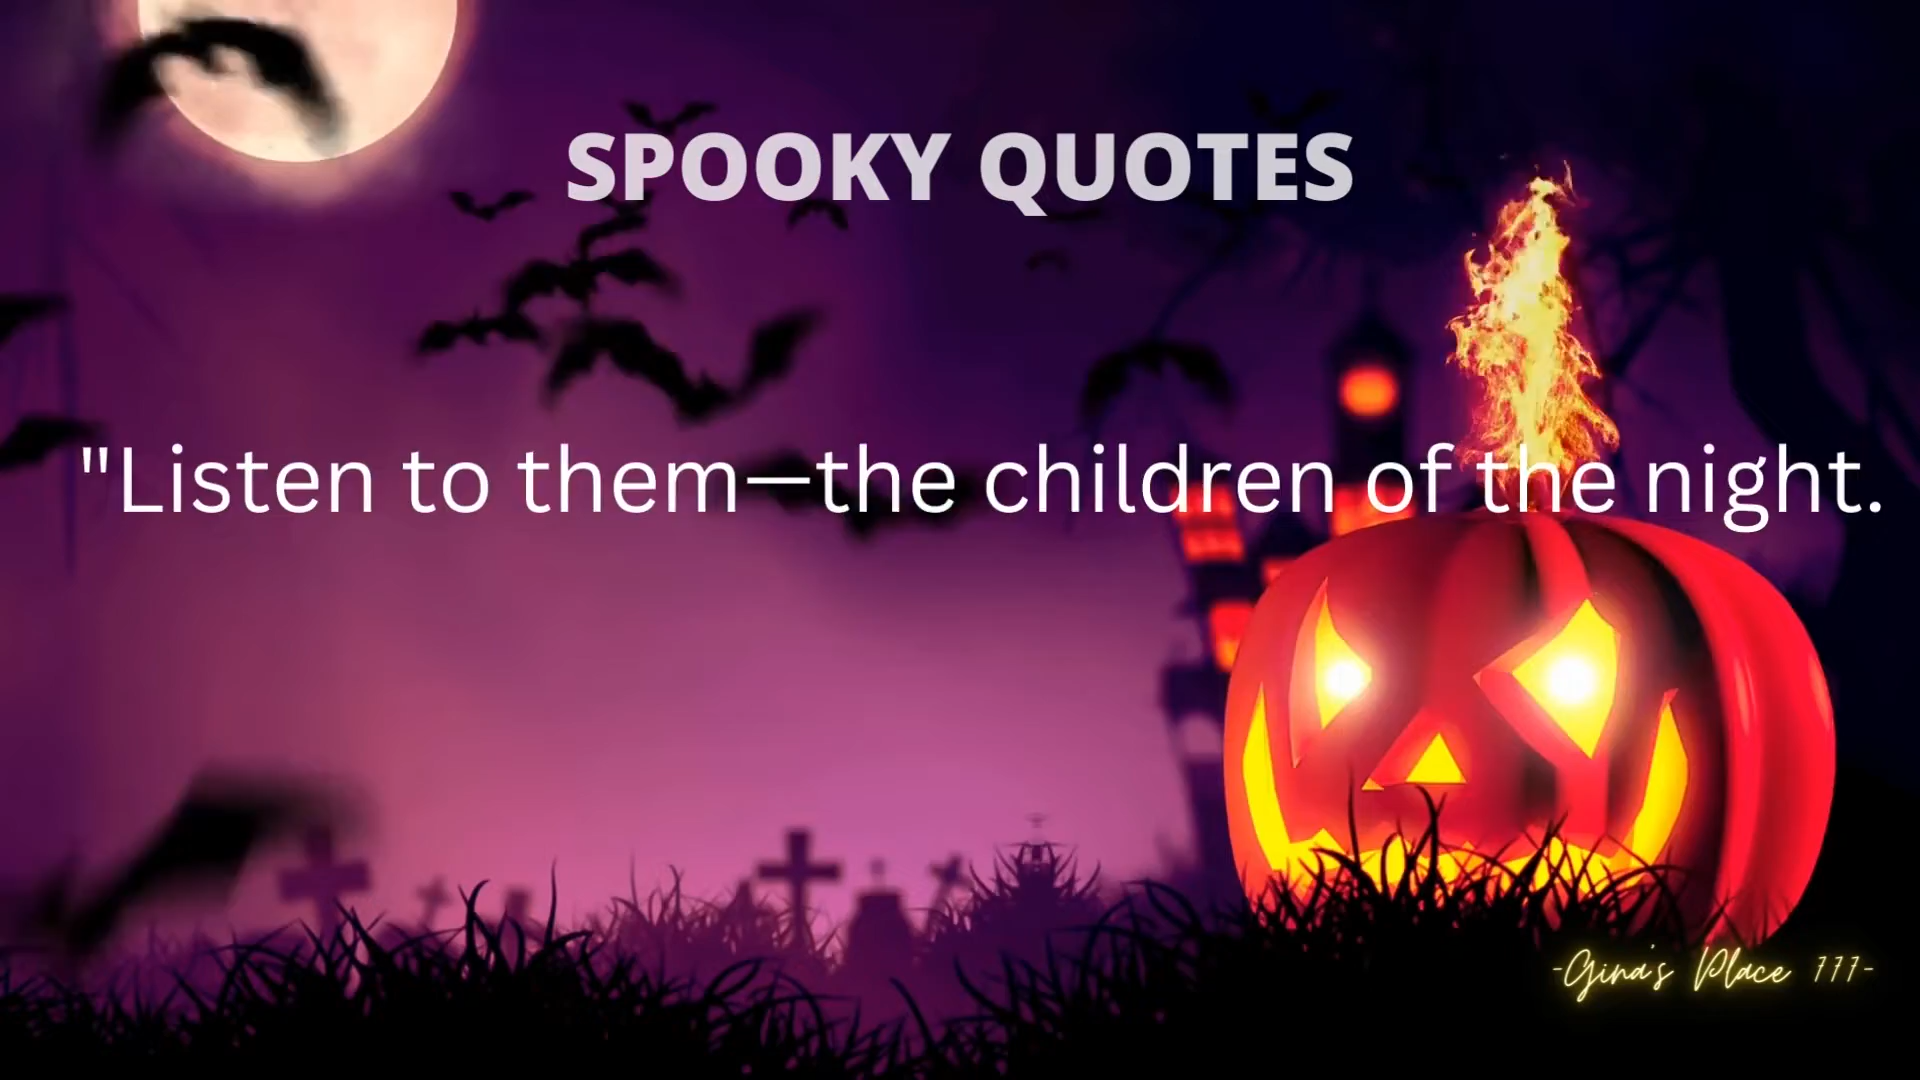 SPOOKY QUOTES
"Listen to them—the children of the night.
-Gina's Place 777-